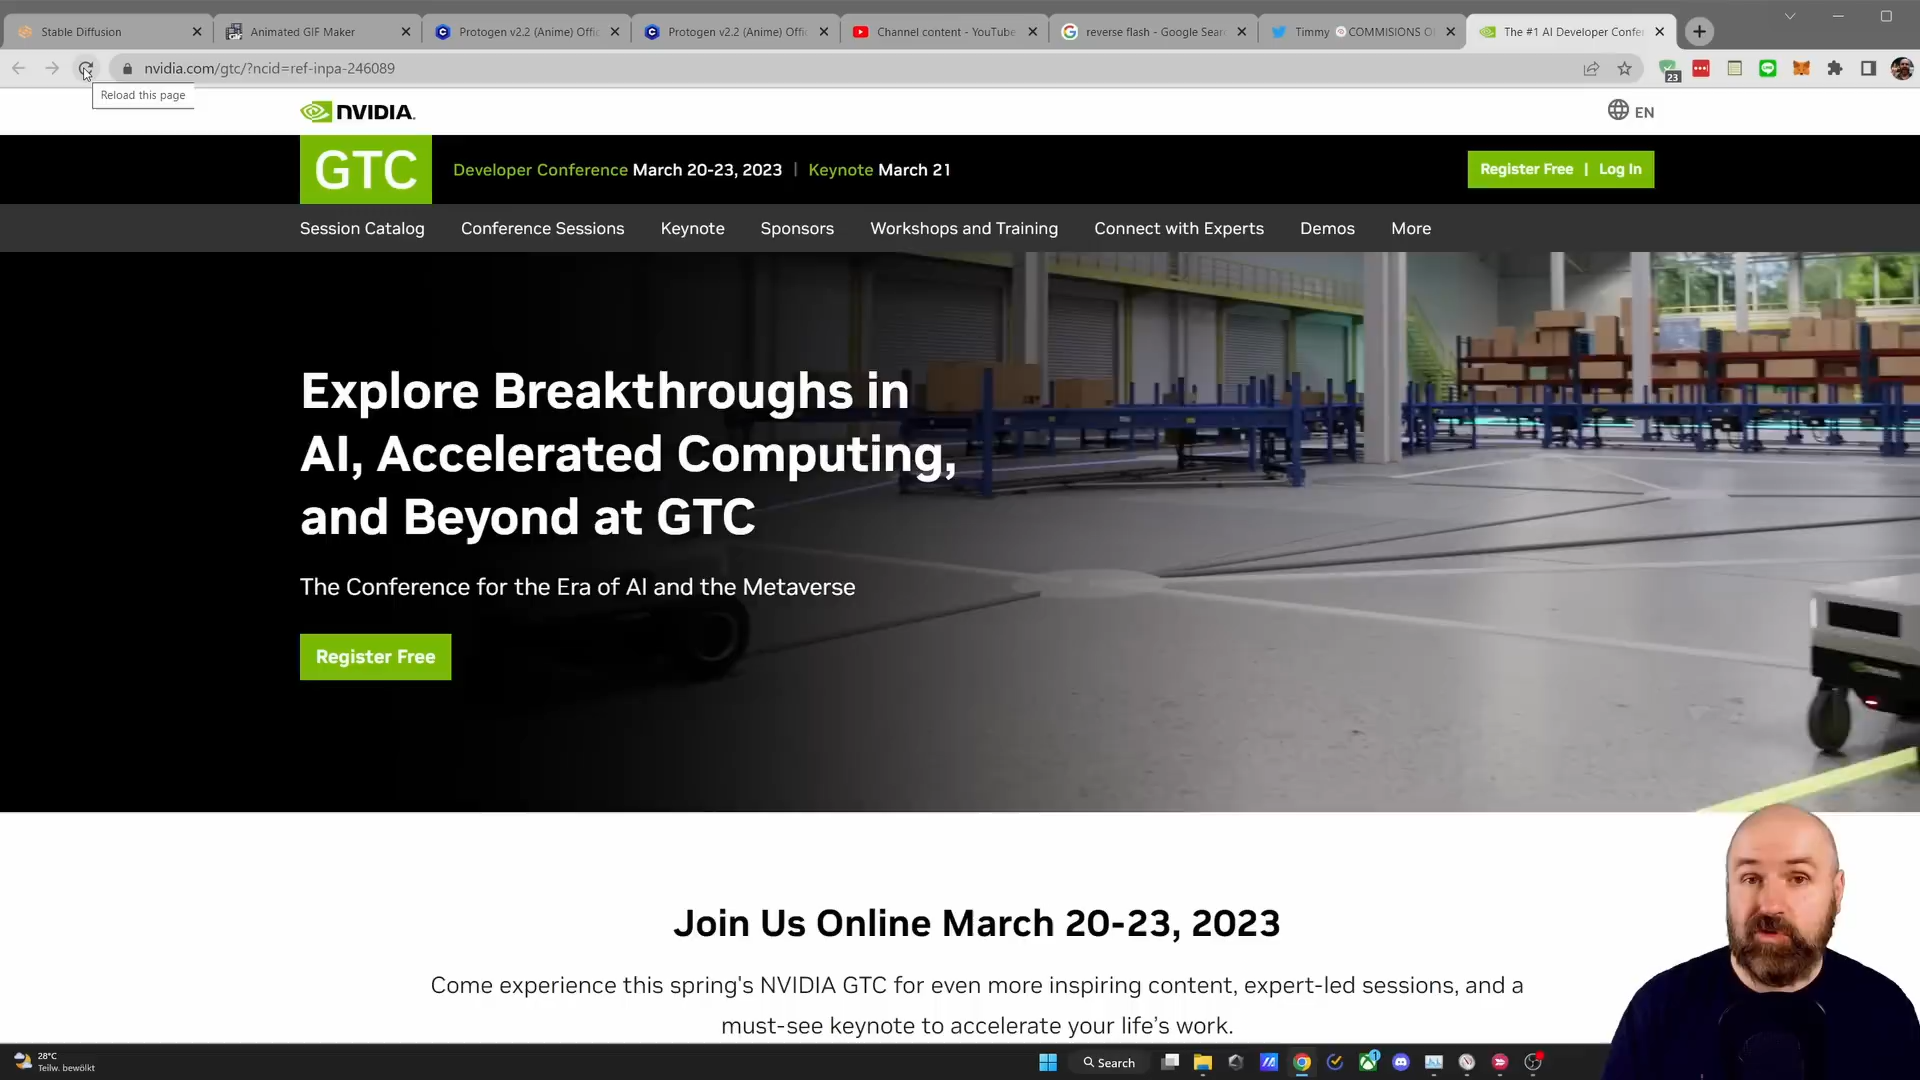 Stable Diffusion
Animated GIF Maker
Protogen v2.2 (Anime) Offic
Protogen v2.2 (Anime) Offic
Channel content - YouTube
reverse flash - Google Sear
Timmy COMMISIONS O
The #1 AI Developer Confer
nvidia.com/gtc/?ncid=ref-inpa-246089
23
Reload this page
NVIDIA.
EN
GTC
Developer Conference March 20-23, 2023 | Keynote March 21
Register Free | Log In
Session Catalog
Conference Sessions
Keynote
Sponsors
Workshops and Training
Connect with Experts
Demos
More
Explore Breakthroughs in
AI, Accelerated Computing,
and Beyond at GTC
The Conference for the Era of AI and the Metaverse
Register Free
Join Us Online March 20-23, 2023
Come experience this spring's NVIDIA GTC for even more inspiring content, expert-led sessions, and a
must-see keynote to accelerate your life’s work.
28°C
Teilw. bewölkt
Search
1